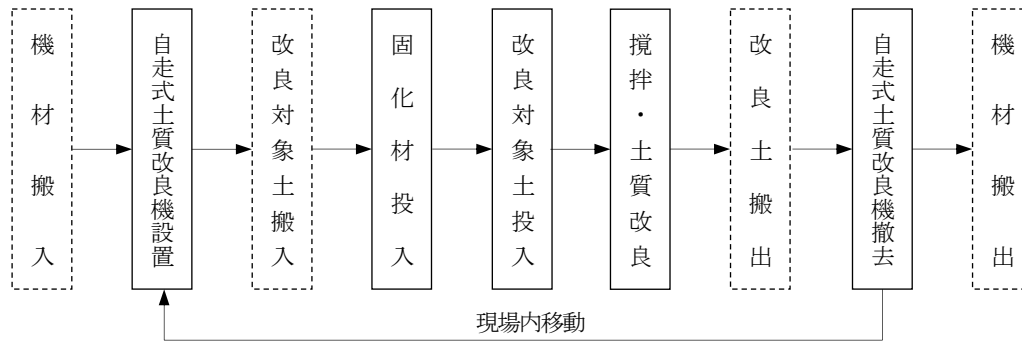 機材搬入
自走式土質改良機設置
改良対象土搬入
固化材投入
改良対象土投入
撹拌・土質改良
改良土搬出
自走式土質改良機撤去
機材搬出
現場内移動